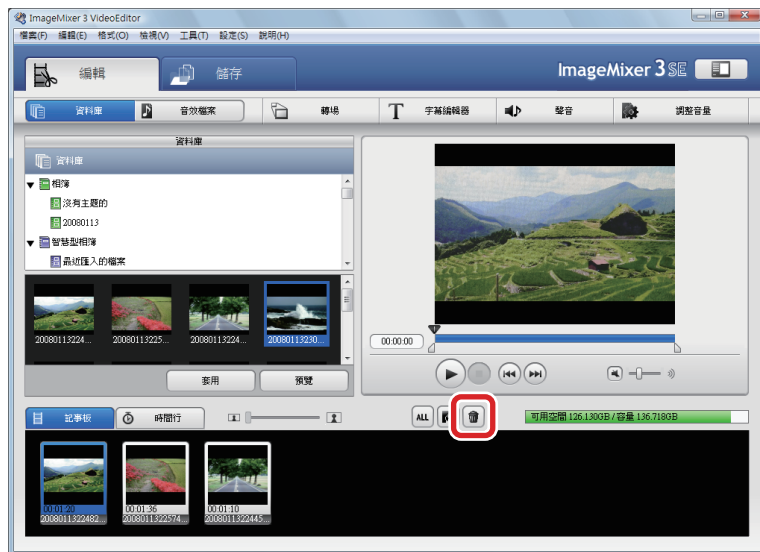 ImageMixer 3 VideoEditor
檔案(F) 編輯(E) 格式(O) 檢視(V) 工具(T) 設定(S) 說明(H)
編輯 儲存 ImageMixer 3 SE
資料庫 音效檔案 轉場 T 字幕編輯器 聲音 調整音量
資料庫
資料庫
相簿
沒有主題的
20080113
智慧型相簿
最近匯入的檔案
20080113224... 20080113225... 20080113224... 20080113230...
00:00:00
套用 預覽
記事板 時間行 ALL 可用空間 126.130GB / 容量 136.718GB
00:01:20 00:01:36 00:01:10
2008011322482... 2008011322574... 2008011322445...